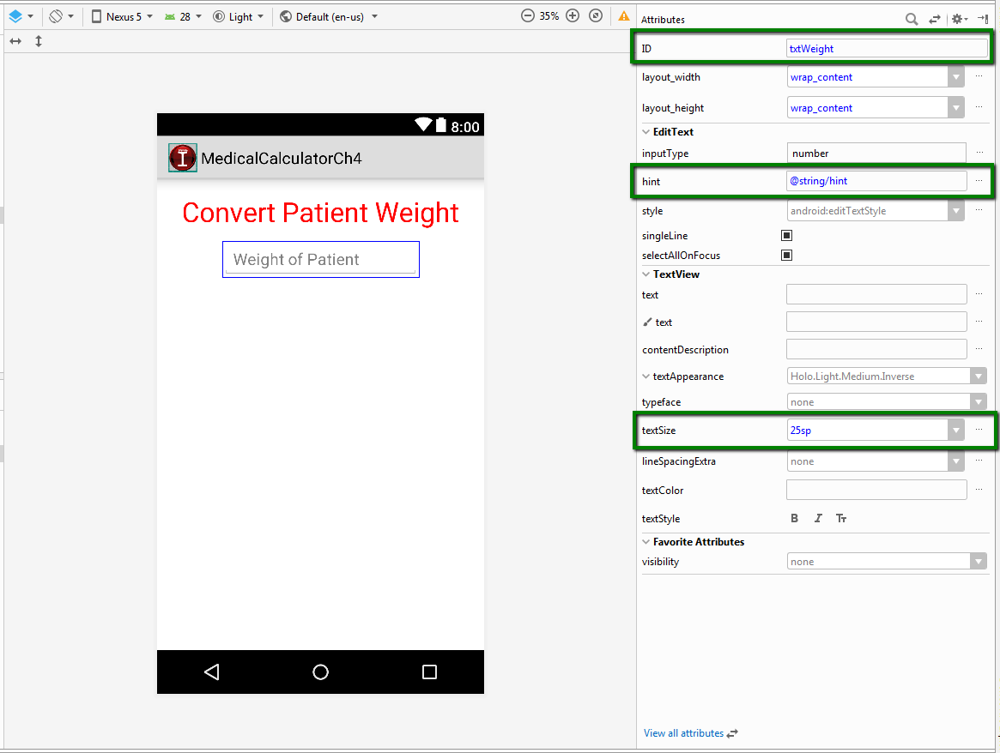 Nexus 5 28 Light Default (en-us) 35%
8:00
I MedicalCalculatorCh4
Convert Patient Weight
Weight of Patient
Attributes
ID txtWeight
layout_width wrap_content ...
layout_height wrap_content ...
EditText
inputType number ...
hint @string/hint ...
style android:editTextStyle ...
singleLine
selectAllOnFocus
TextView
text ...
text ...
contentDescription ...
textAppearance Holo.Light.Medium.Inverse
typeface none
textSize 25sp ...
lineSpacingExtra none ...
textColor ...
textStyle B I Tt
Favorite Attributes
visibility none
View all attributes